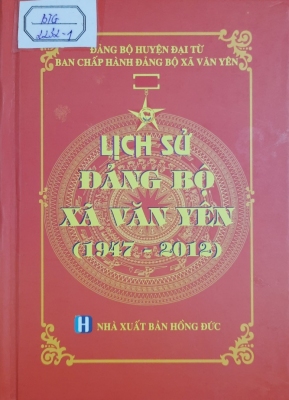 ĐẢNG BỘ HUYỆN ĐẠI TỪ
BAN CHẤP HÀNH ĐẢNG BỘ XÃ VĂN YÊN
LỊCH SỬ
ĐẢNG BỘ
XÃ VĂN YÊN
(1947 - 2012)
H NHÀ XUẤT BẢN HỒNG ĐỨC